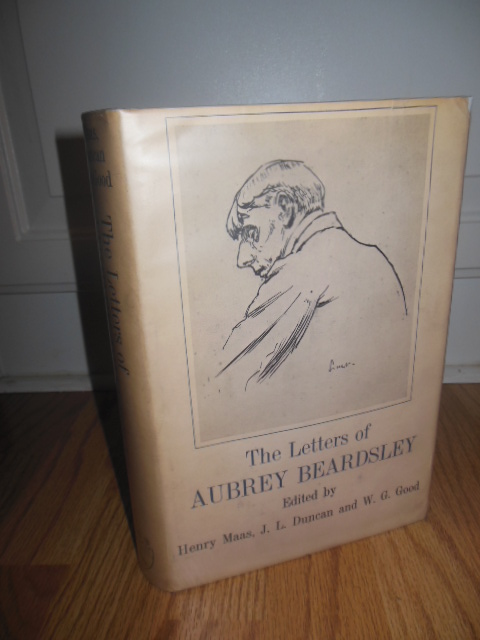 The Letters of
AUBREY BEARDSLEY
Edited by
Henry Maas, J. L. Duncan and W. G. Good
The Letters of